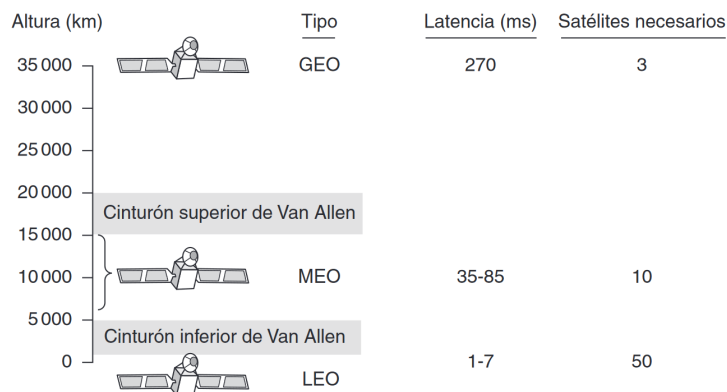 Altura (km) Tipo Latencia (ms) Satélites necesarios
35 000 GEO 270 3
30 000
25 000
20 000
Cinturón superior de Van Allen
15 000
10 000 MEO 35-85 10
5 000
Cinturón inferior de Van Allen
0 1-7 50
LEO